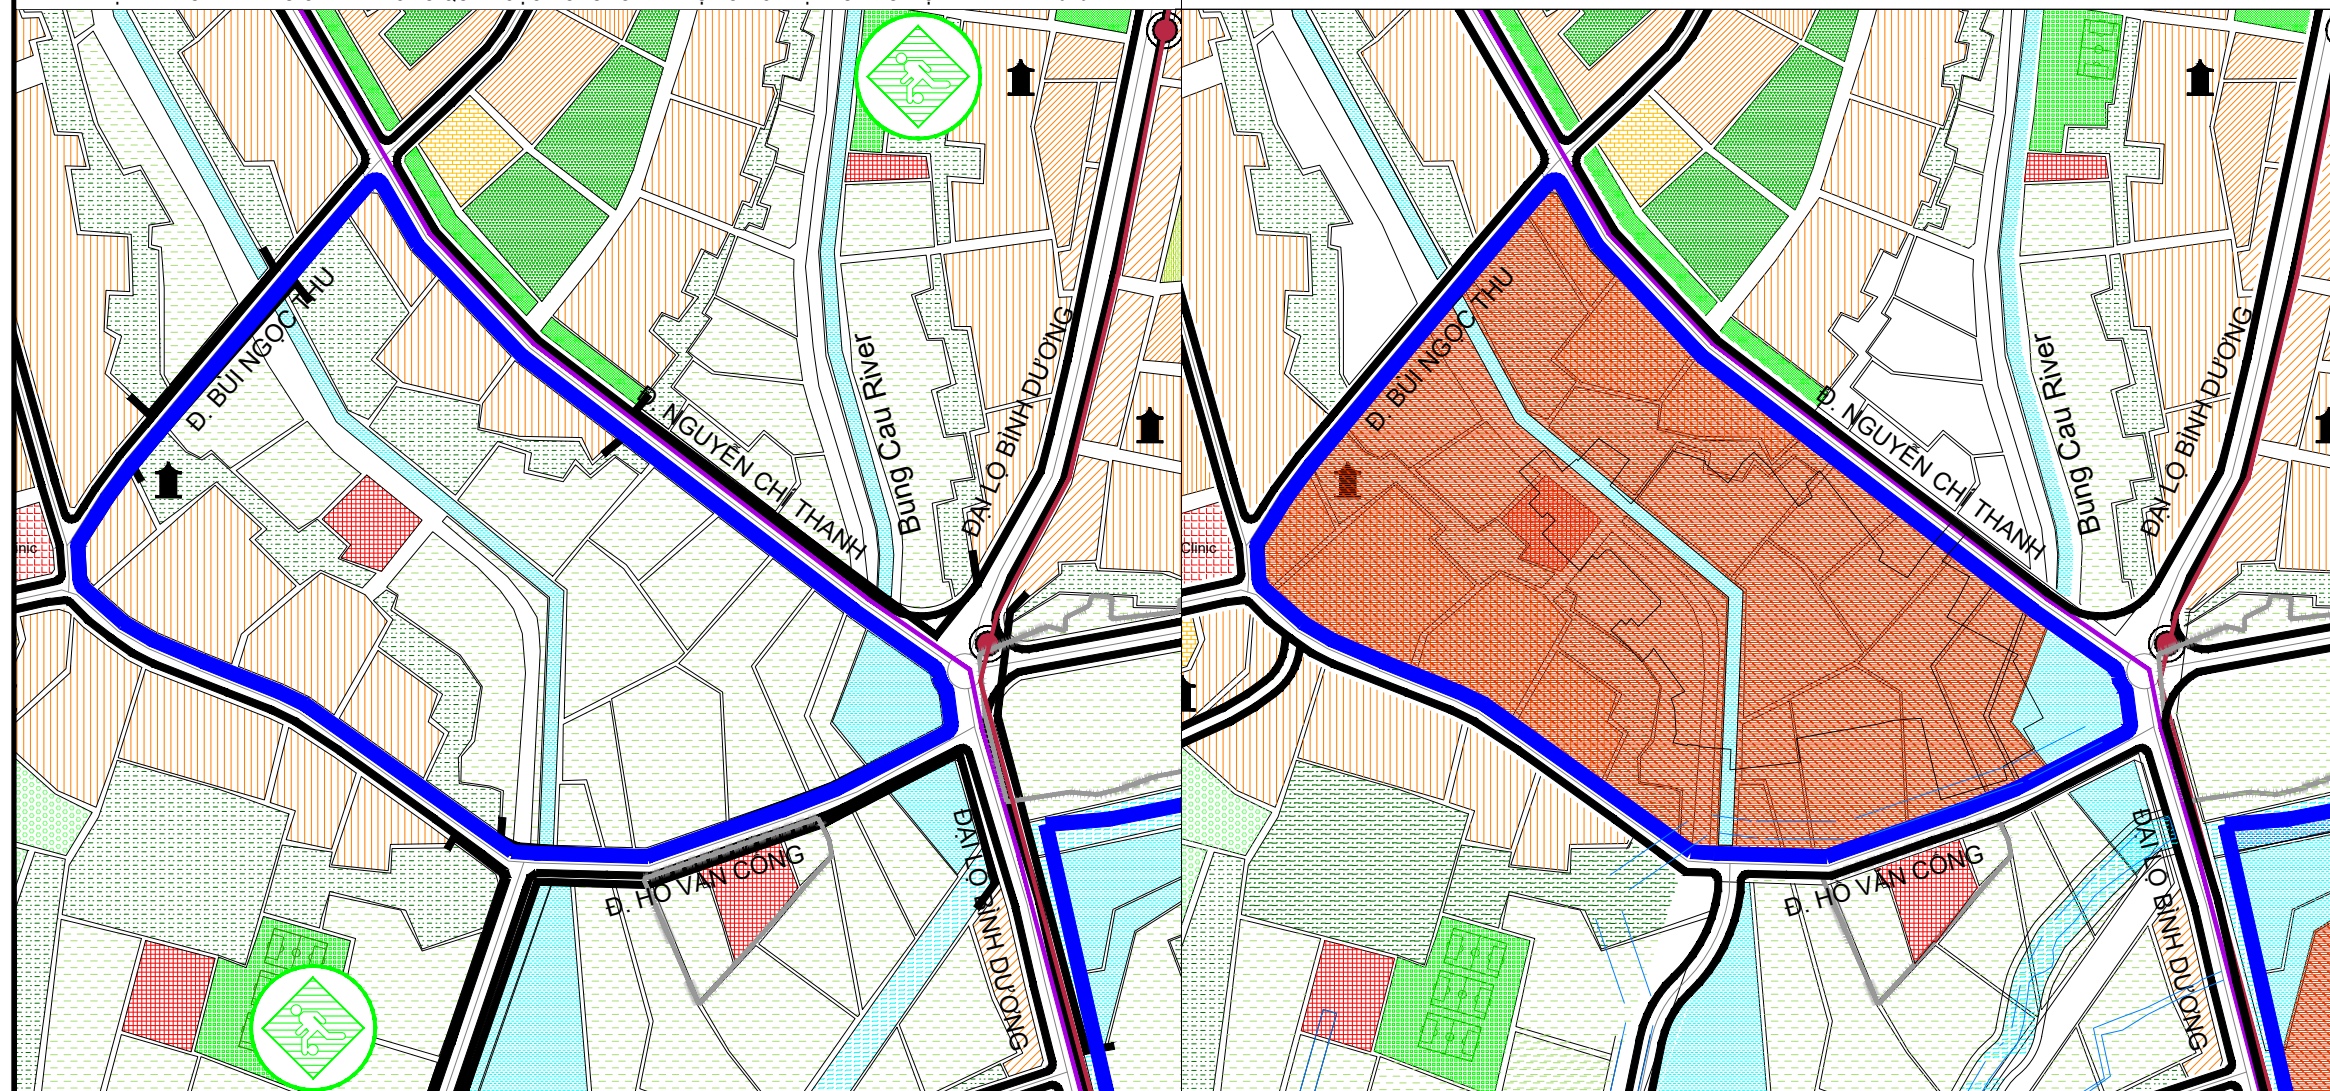 Đ. BÙI NGỌC THU
Đ. NGUYỄN CHÍ THANH
Bung Cau River
ĐẠI LỘ BÌNH DƯƠNG
Đ. HỒ VĂN CỐNG
ĐẠI LỘ BÌNH DƯƠNG
Đ. BÙI NGỌC THU
Đ. NGUYỄN CHÍ THANH
Bung Cau River
ĐẠI LỘ BÌNH DƯƠNG
Clinic
Đ. HỒ VĂN CỐNG
ĐẠI LỘ BÌNH DƯƠNG